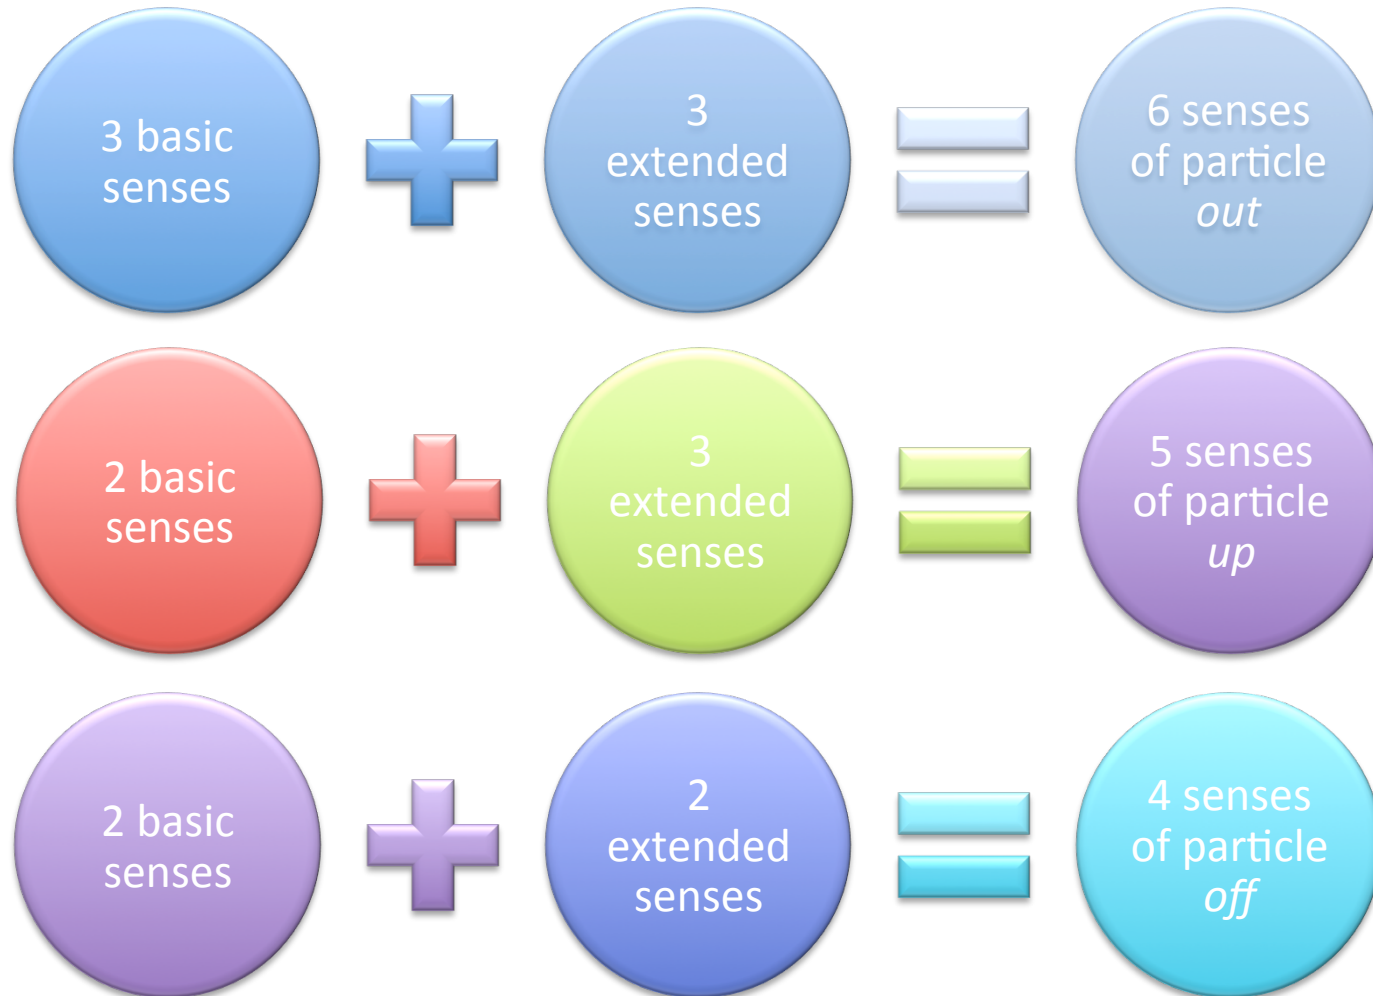 3 basic
senses
3
extended
senses
6 senses
of particle
out
2 basic
senses
3
extended
senses
5 senses
of particle
up
2 basic
senses
2
extended
senses
4 senses
of particle
off